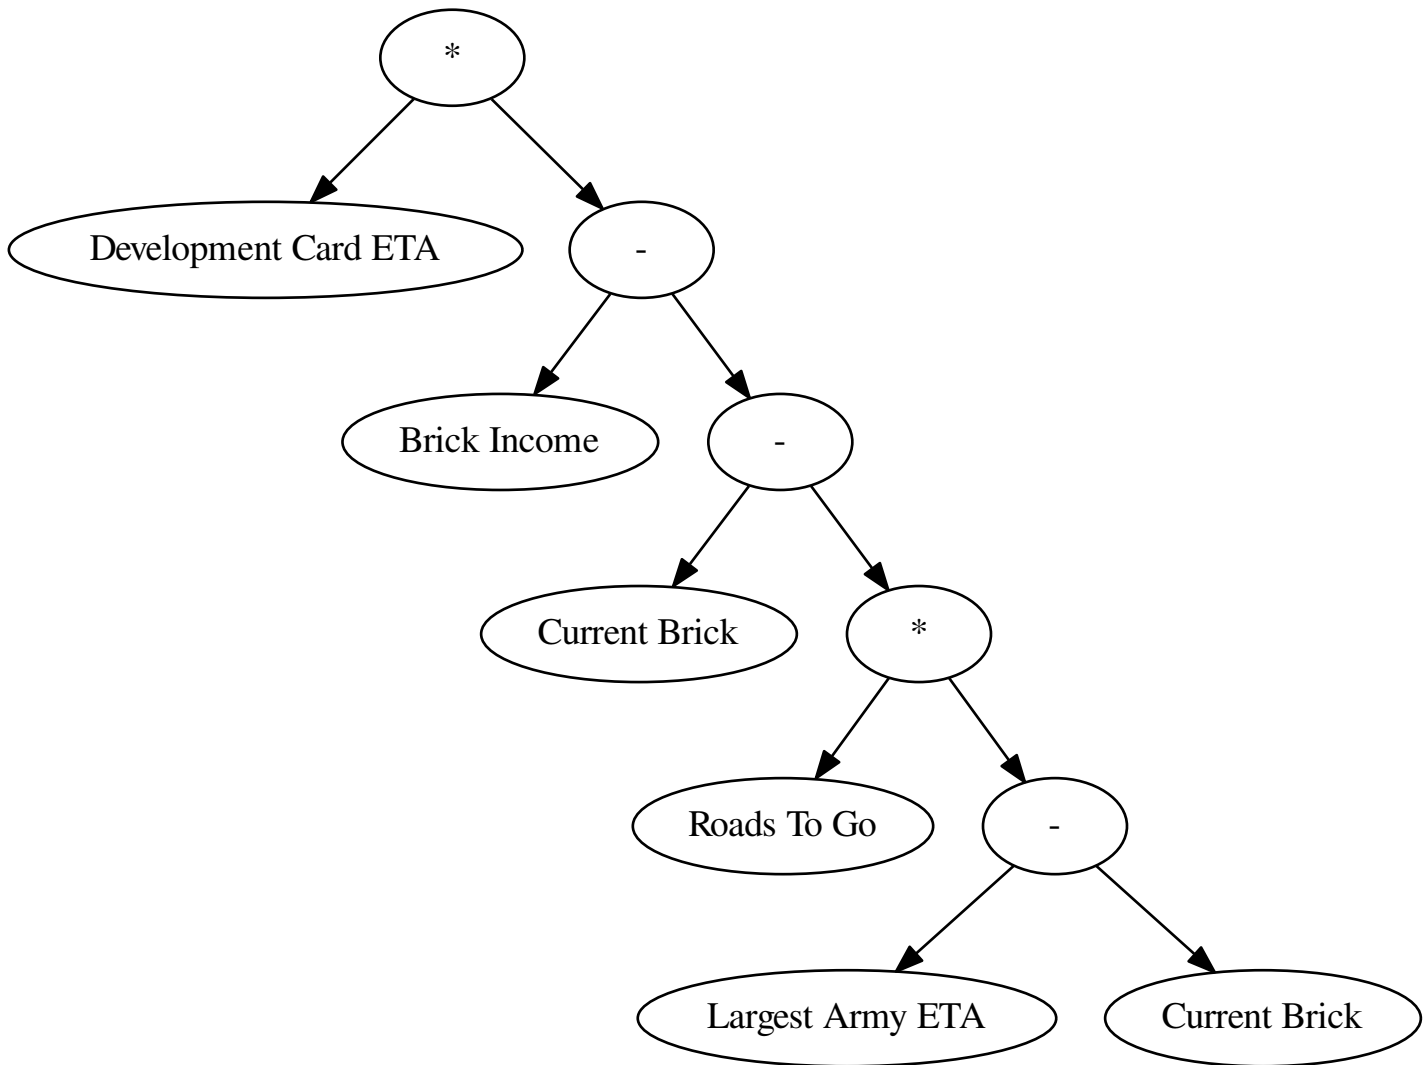 *
Development Card ETA
-
Brick Income
-
Current Brick
*
Roads To Go
-
Largest Army ETA
Current Brick